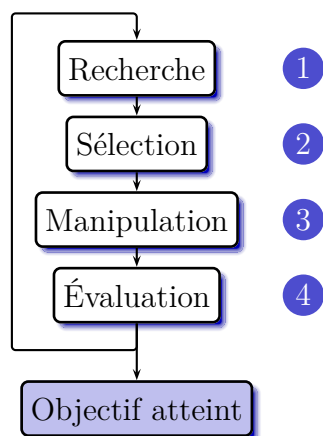 Recherche 1
Sélection 2
Manipulation 3
Évaluation 4
Objectif atteint